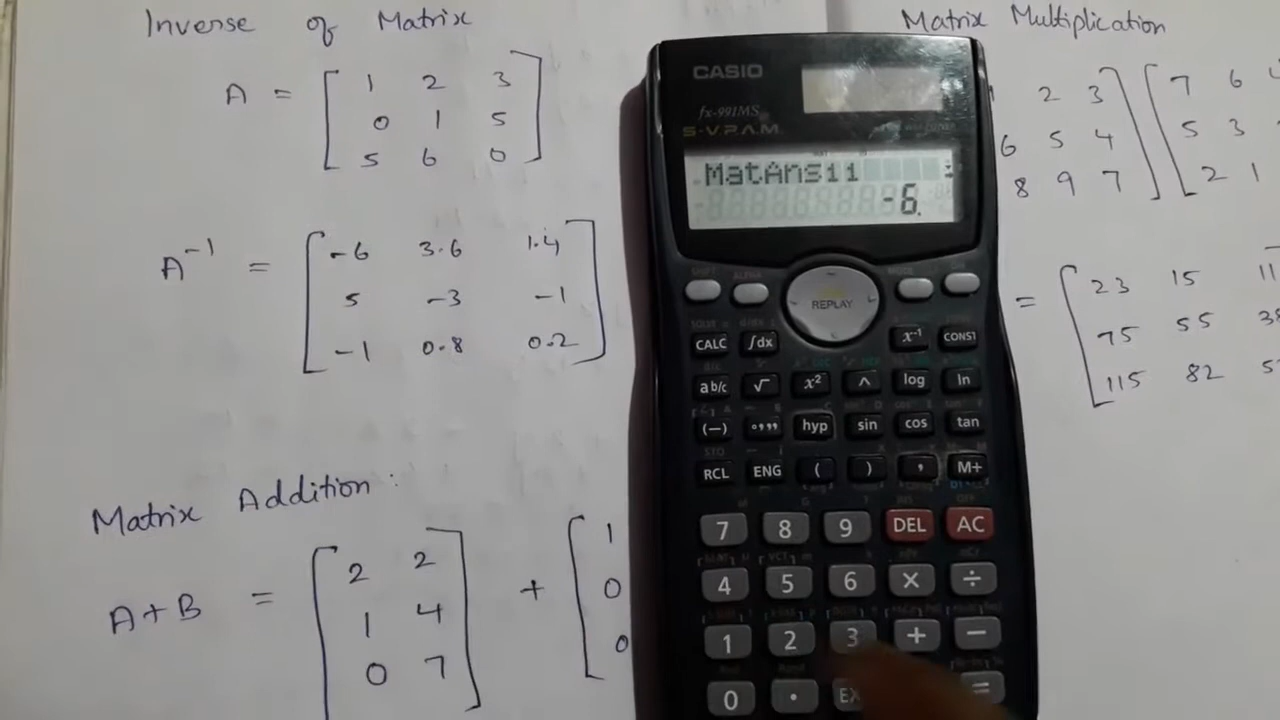 Inverse of Matrix
A = [ 1 2 3
0 1 5
5 6 0 ]
A⁻¹ = [ -6 3.6 1.4
5 -3 -1
-1 0.8 0.2 ]
Matrix Addition:
A+B = [ 2 2
1 4
0 7 ] + [ 1
0
0
CASIO
fx-991MS
S-V.P.A.M.
MatAns11
-6.
SHIFT ALPHA REPLAY MODE
CALC ∫dx x⁻¹ CONST
ab/c √ x² ^ log ln
(−) °,,, hyp sin cos tan
RCL ENG ( ) , M+
7 8 9 DEL AC
4 5 6 × ÷
1 2 3 + −
0 . =
Matrix Multiplication
2 3 ] [ 7 6
6 5 4 5 3
8 9 7 2 1
= [ 23 15 11
75 55
115 82